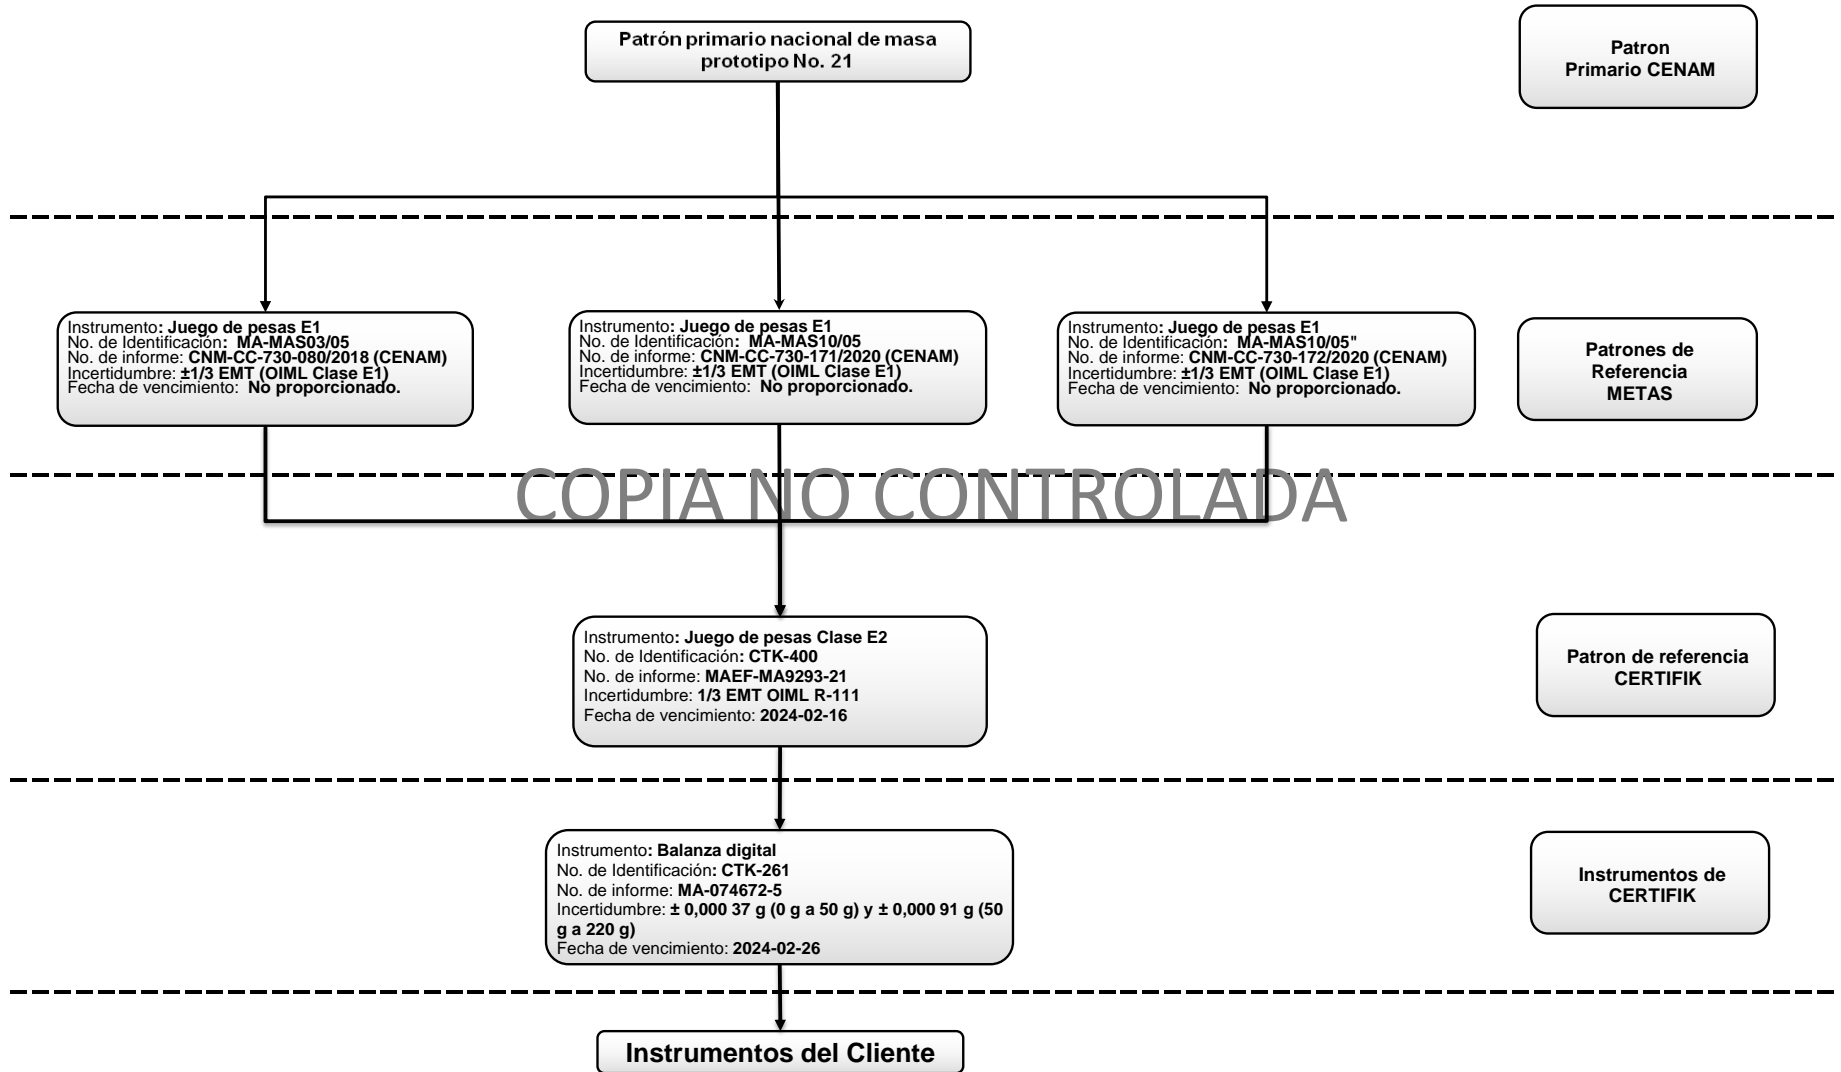 Patrón primario nacional de masa
prototipo No. 21
Patron
Primario CENAM
Instrumento: Juego de pesas E1
No. de Identificación: MA-MAS03/05
No. de informe: CNM-CC-730-080/2018 (CENAM)
Incertidumbre: ±1/3 EMT (OIML Clase E1)
Fecha de vencimiento: No proporcionado.
Instrumento: Juego de pesas E1
No. de Identificación: MA-MAS10/05
No. de informe: CNM-CC-730-171/2020 (CENAM)
Incertidumbre: ±1/3 EMT (OIML Clase E1)
Fecha de vencimiento: No proporcionado.
Instrumento: Juego de pesas E1
No. de Identificación: MA-MAS10/05"
No. de informe: CNM-CC-730-172/2020 (CENAM)
Incertidumbre: ±1/3 EMT (OIML Clase E1)
Fecha de vencimiento: No proporcionado.
Patrones de
Referencia
METAS
COPIA NO CONTROLADA
Instrumento: Juego de pesas Clase E2
No. de Identificación: CTK-400
No. de informe: MAEF-MA9293-21
Incertidumbre: 1/3 EMT OIML R-111
Fecha de vencimiento: 2024-02-16
Patron de referencia
CERTIFIK
Instrumento: Balanza digital
No. de Identificación: CTK-261
No. de informe: MA-074672-5
Incertidumbre: ± 0,000 37 g (0 g a 50 g) y ± 0,000 91 g (50
g a 220 g)
Fecha de vencimiento: 2024-02-26
Instrumentos de
CERTIFIK
Instrumentos del Cliente